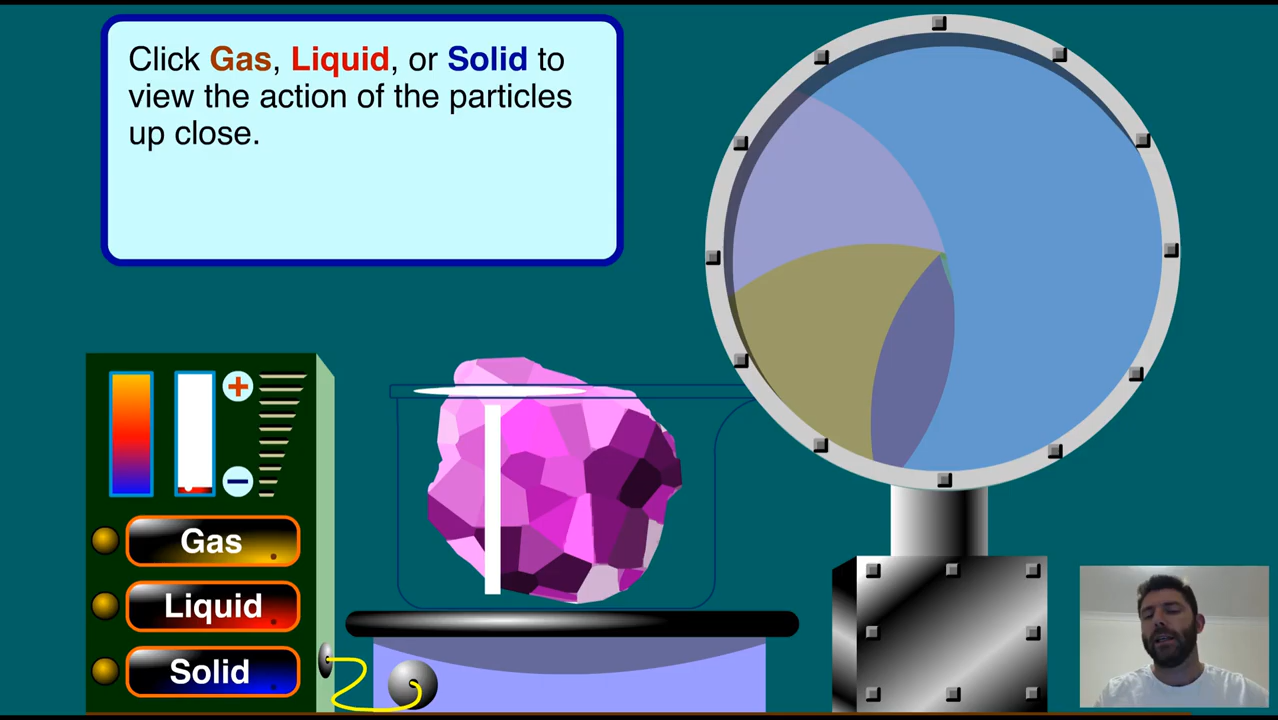 Click Gas, Liquid, or Solid to
view the action of the particles
up close.
+
−
Gas
Liquid
Solid